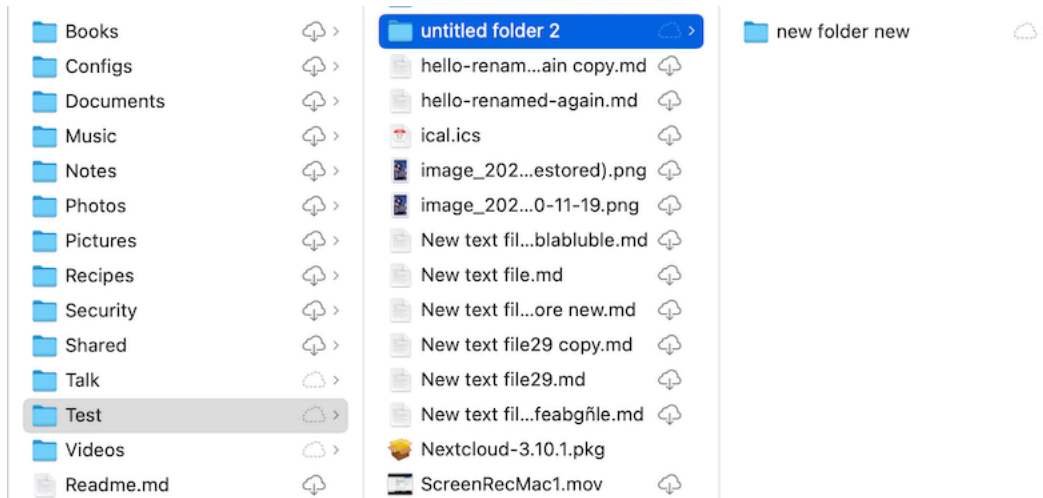 Books
Configs
Documents
Music
Notes
Photos
Pictures
Recipes
Security
Shared
Talk
Test
Videos
Readme.md
untitled folder 2
hello-renam...ain copy.md
hello-renamed-again.md
ical.ics
image_202...estored).png
image_202...0-11-19.png
New text fil...blabluble.md
New text file.md
New text fil...ore new.md
New text file29 copy.md
New text file29.md
New text fil...feabgñle.md
Nextcloud-3.10.1.pkg
ScreenRecMac1.mov
new folder new